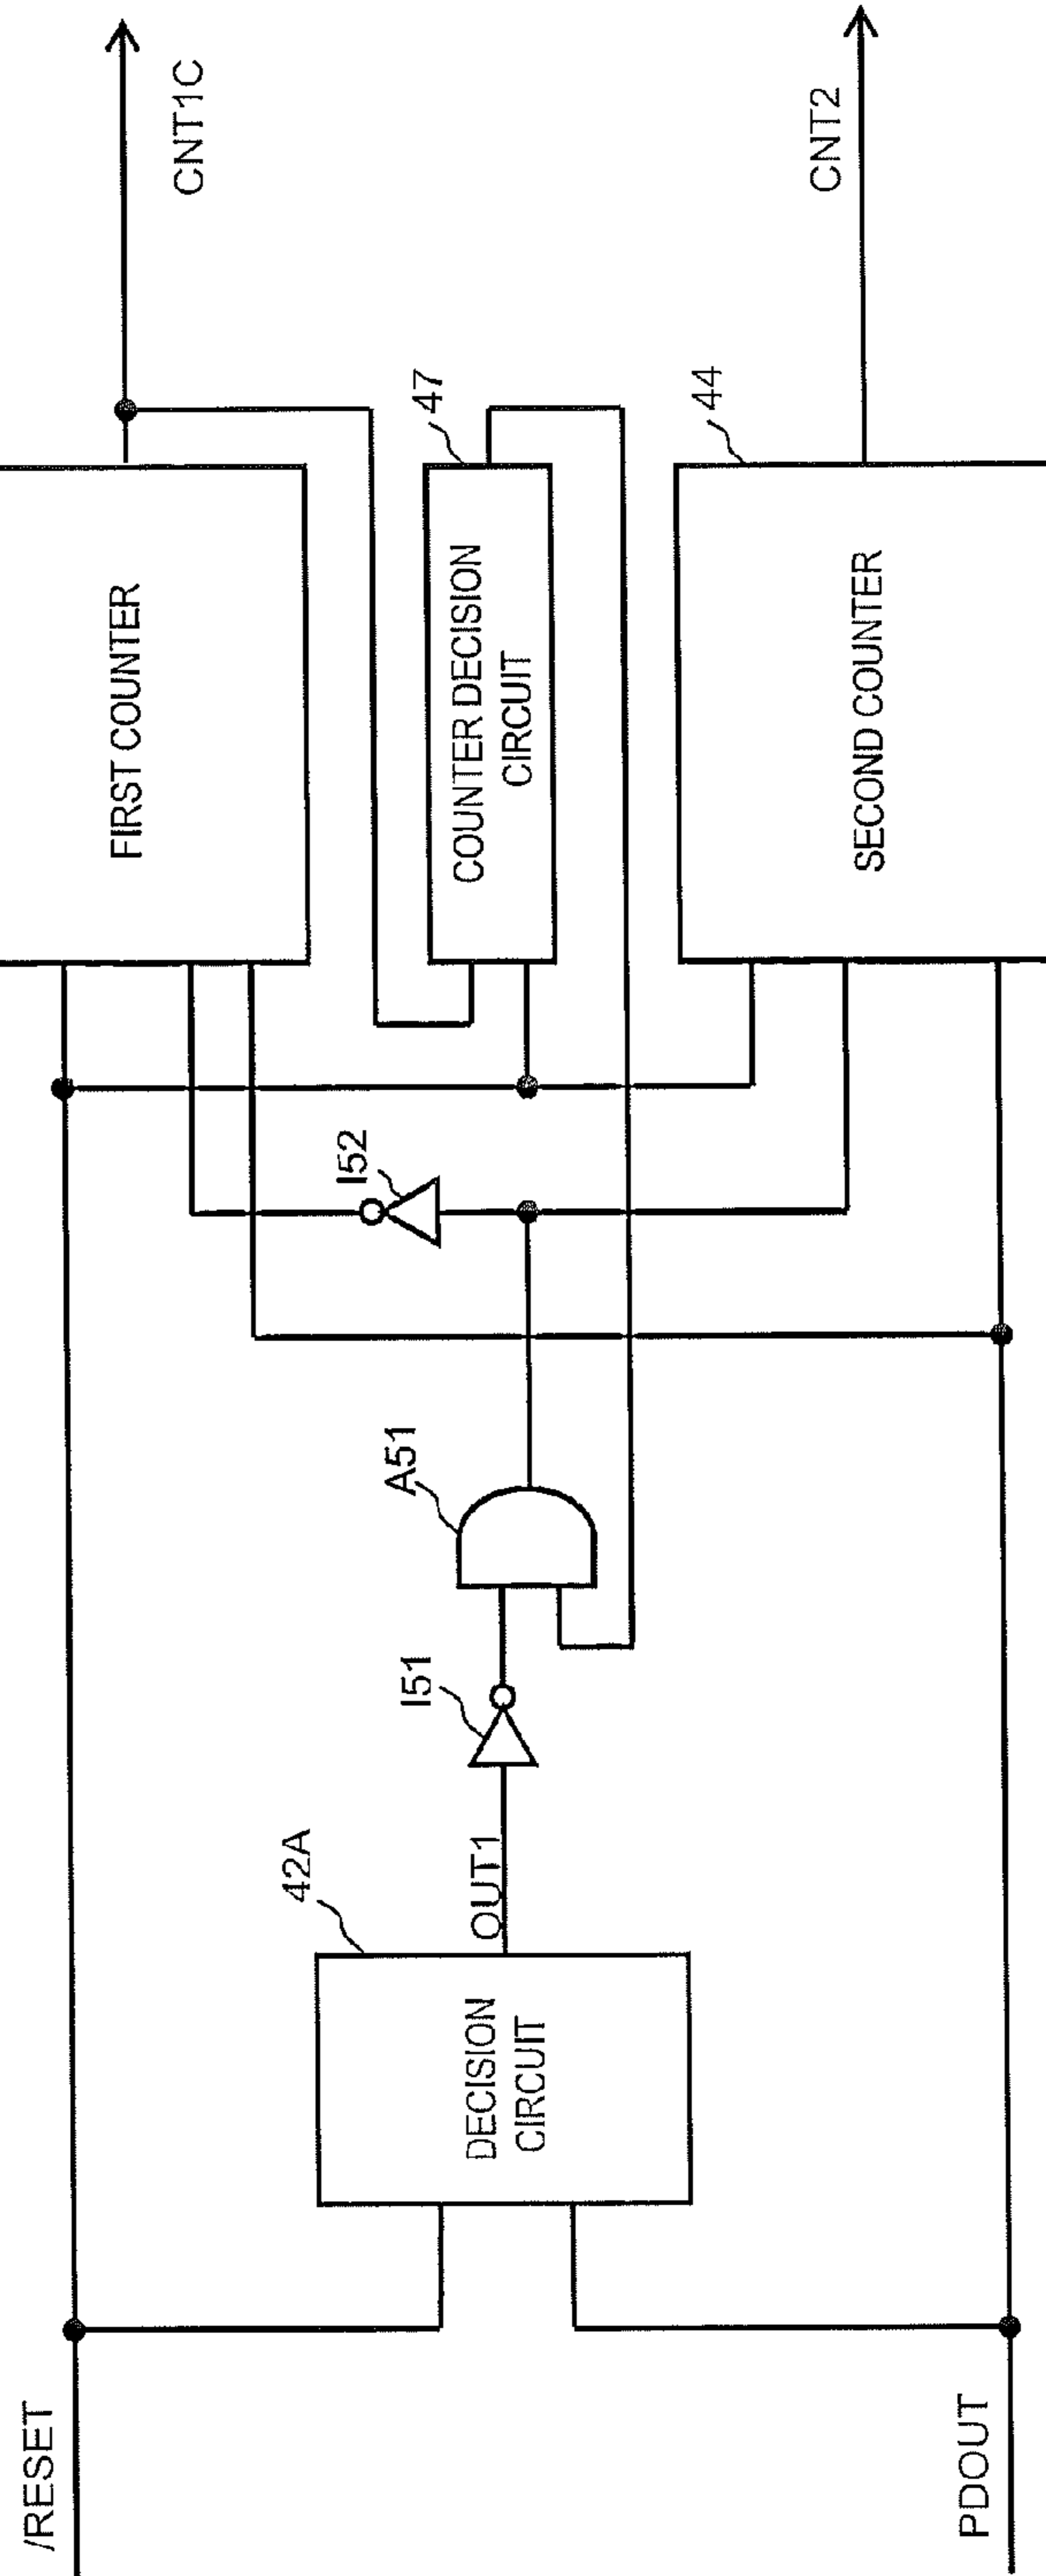 /RESET
PDOUT
42A
DECISION
CIRCUIT
OUT1
I51
A51
I52
FIRST COUNTER
47
COUNTER DECISION
CIRCUIT
44
SECOND COUNTER
CNT1C
CNT2